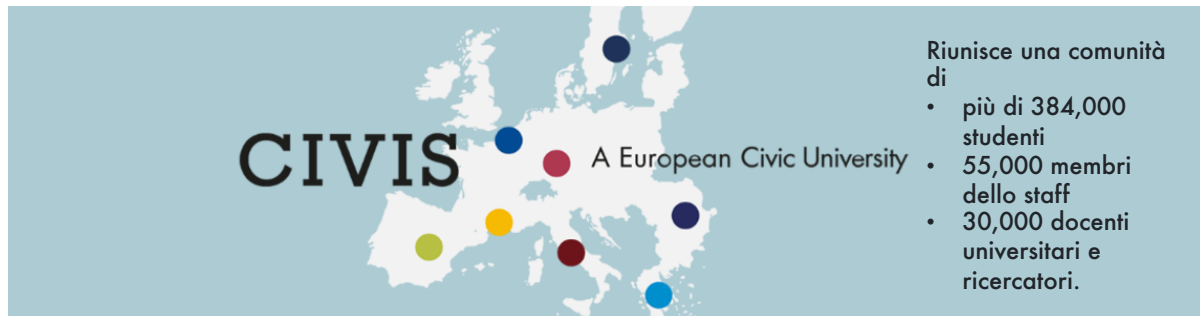 CIVIS
A European Civic University
Riunisce una comunità
di
• più di 384,000
studenti
• 55,000 membri
dello staff
• 30,000 docenti
universitari e
ricercatori.